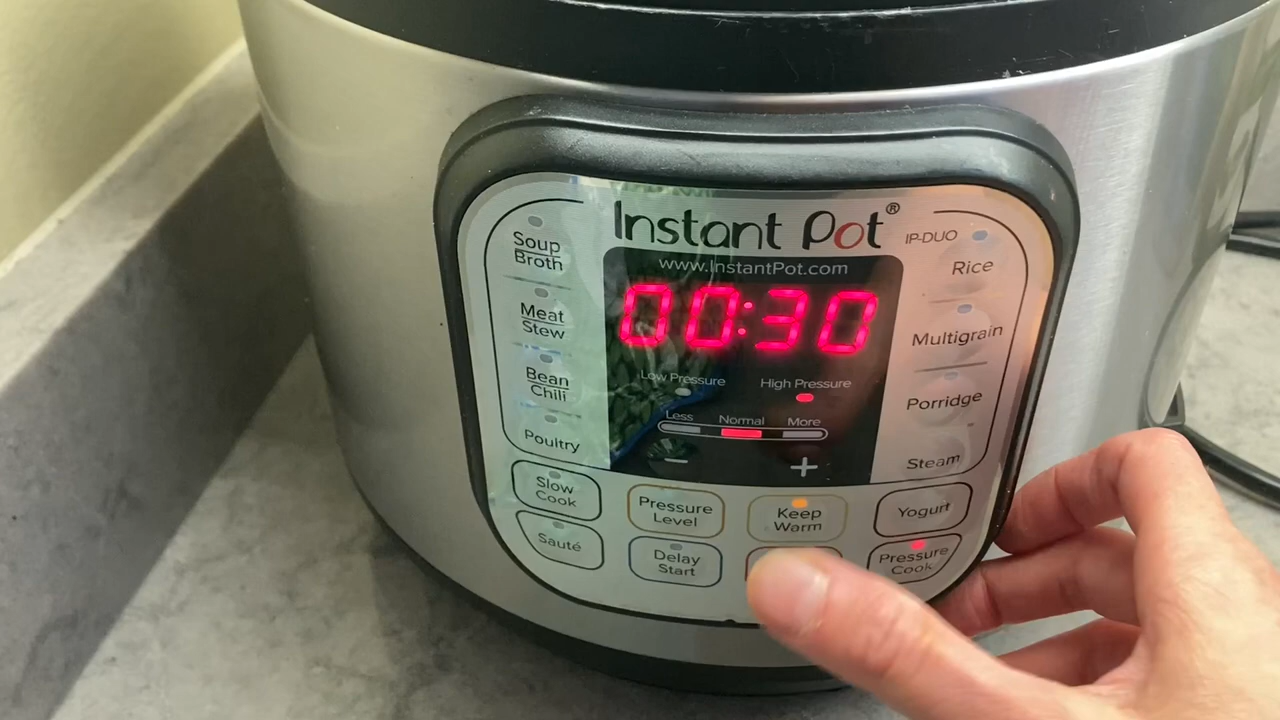 Instant Pot®
IP-DUO
www.InstantPot.com
00:30
Low Pressure
High Pressure
Less
Normal
More
−
+
Soup
Broth
Meat
Stew
Bean
Chili
Poultry
Rice
Multigrain
Porridge
Steam
Slow
Cook
Pressure
Level
Keep
Warm
Yogurt
Sauté
Delay
Start
Pressure
Cook